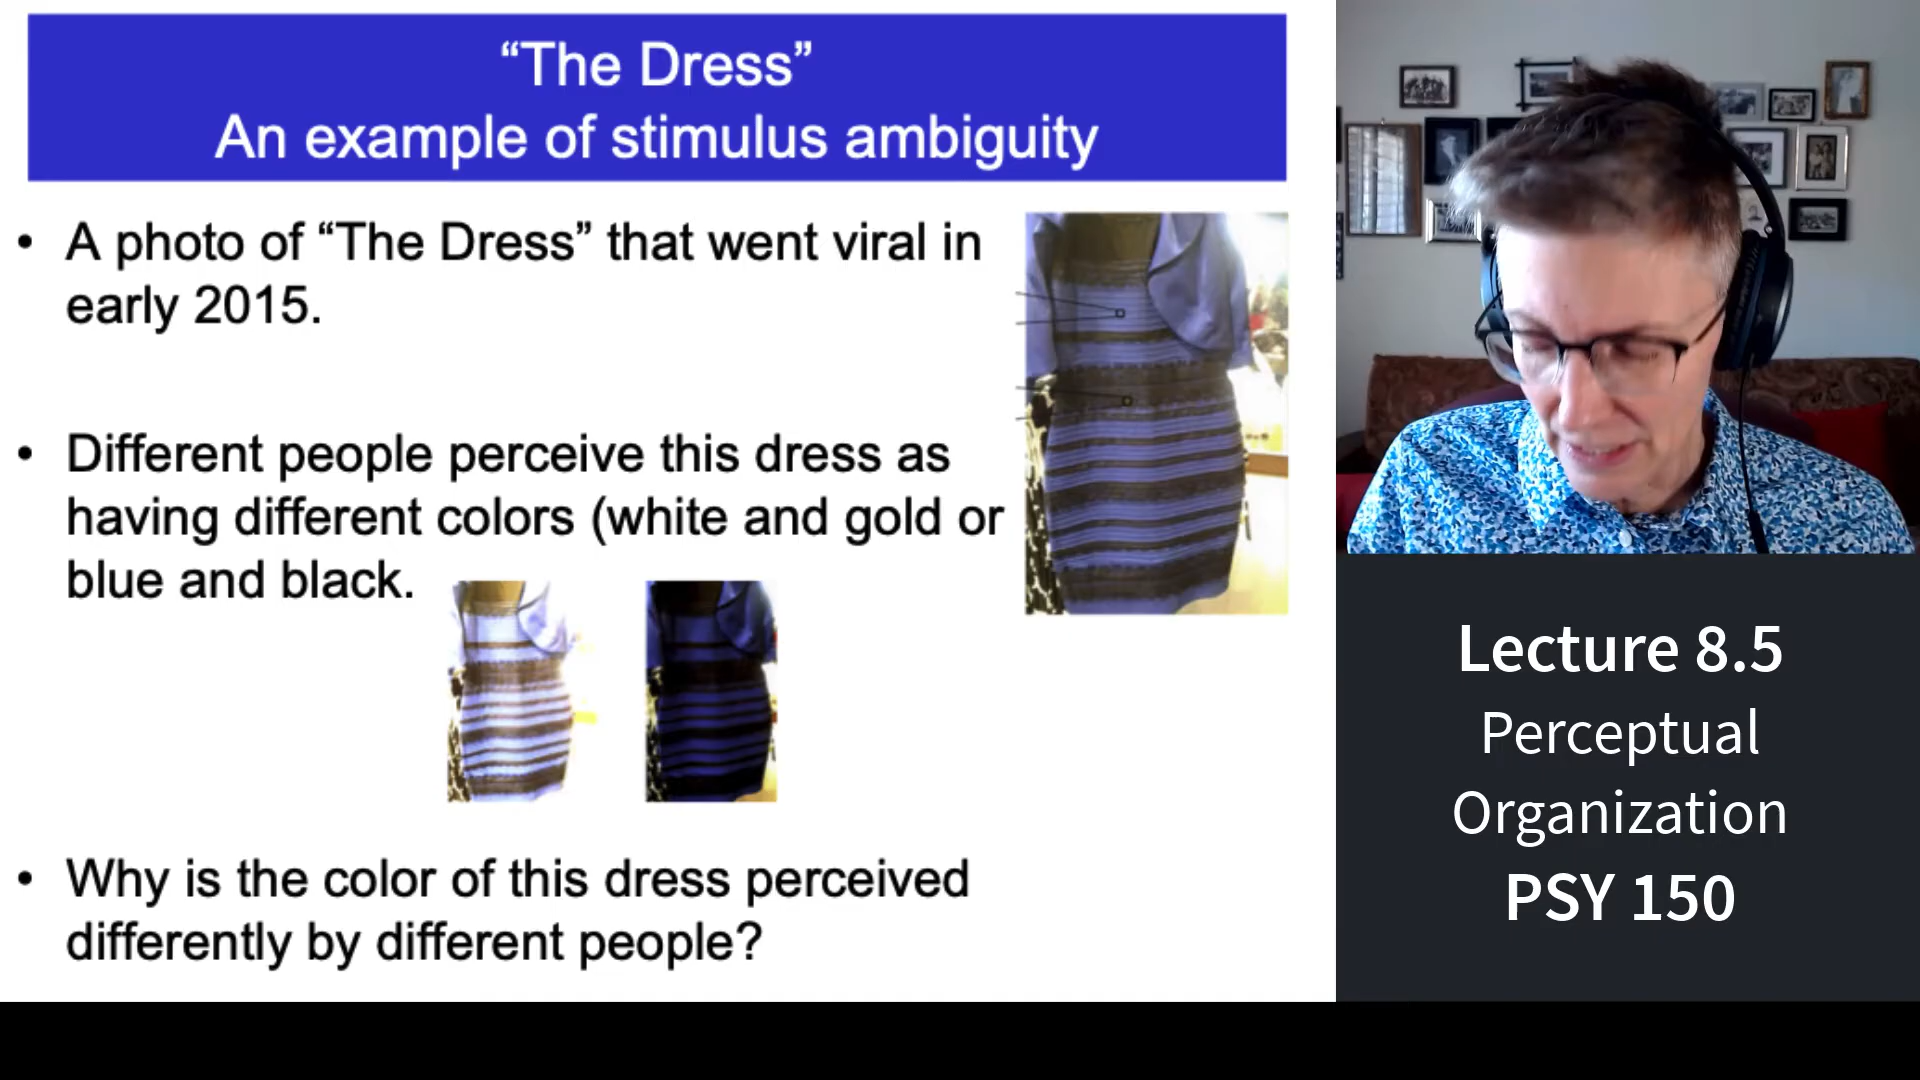 “The Dress”
An example of stimulus ambiguity
• A photo of “The Dress” that went viral in
early 2015.
• Different people perceive this dress as
having different colors (white and gold or
blue and black.
• Why is the color of this dress perceived
differently by different people?
Lecture 8.5
Perceptual
Organization
PSY 150